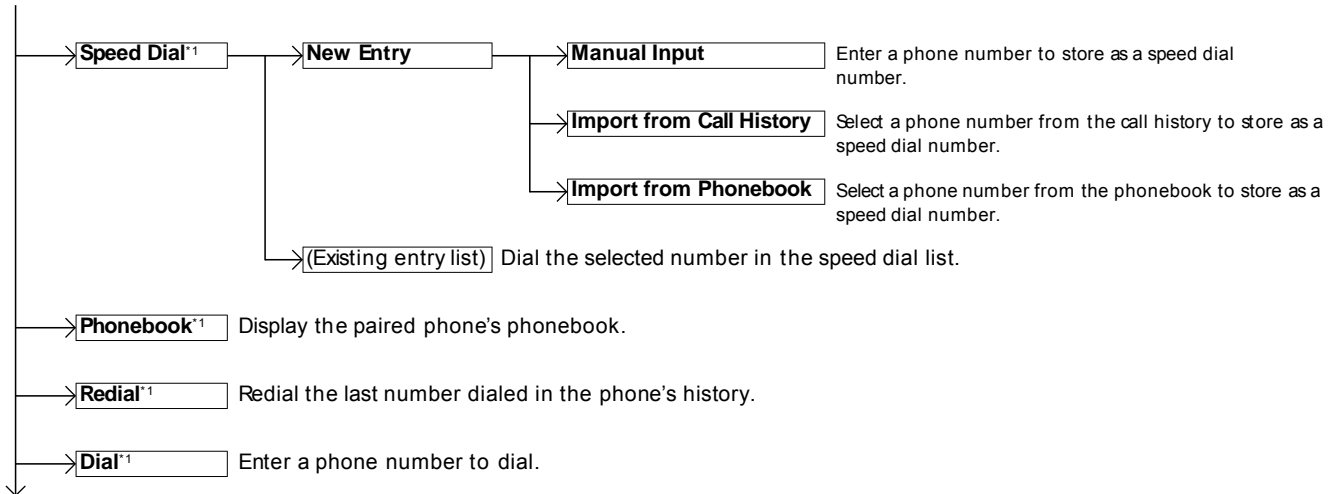 Speed Dial*1
New Entry
Manual Input
Enter a phone number to store as a speed dial
number.
Import from Call History
Select a phone number from the call history to store as a
speed dial number.
Import from Phonebook
Select a phone number from the phonebook to store as a
speed dial number.
(Existing entry list)
Dial the selected number in the speed dial list.
Phonebook*1
Display the paired phone's phonebook.
Redial*1
Redial the last number dialed in the phone's history.
Dial*1
Enter a phone number to dial.